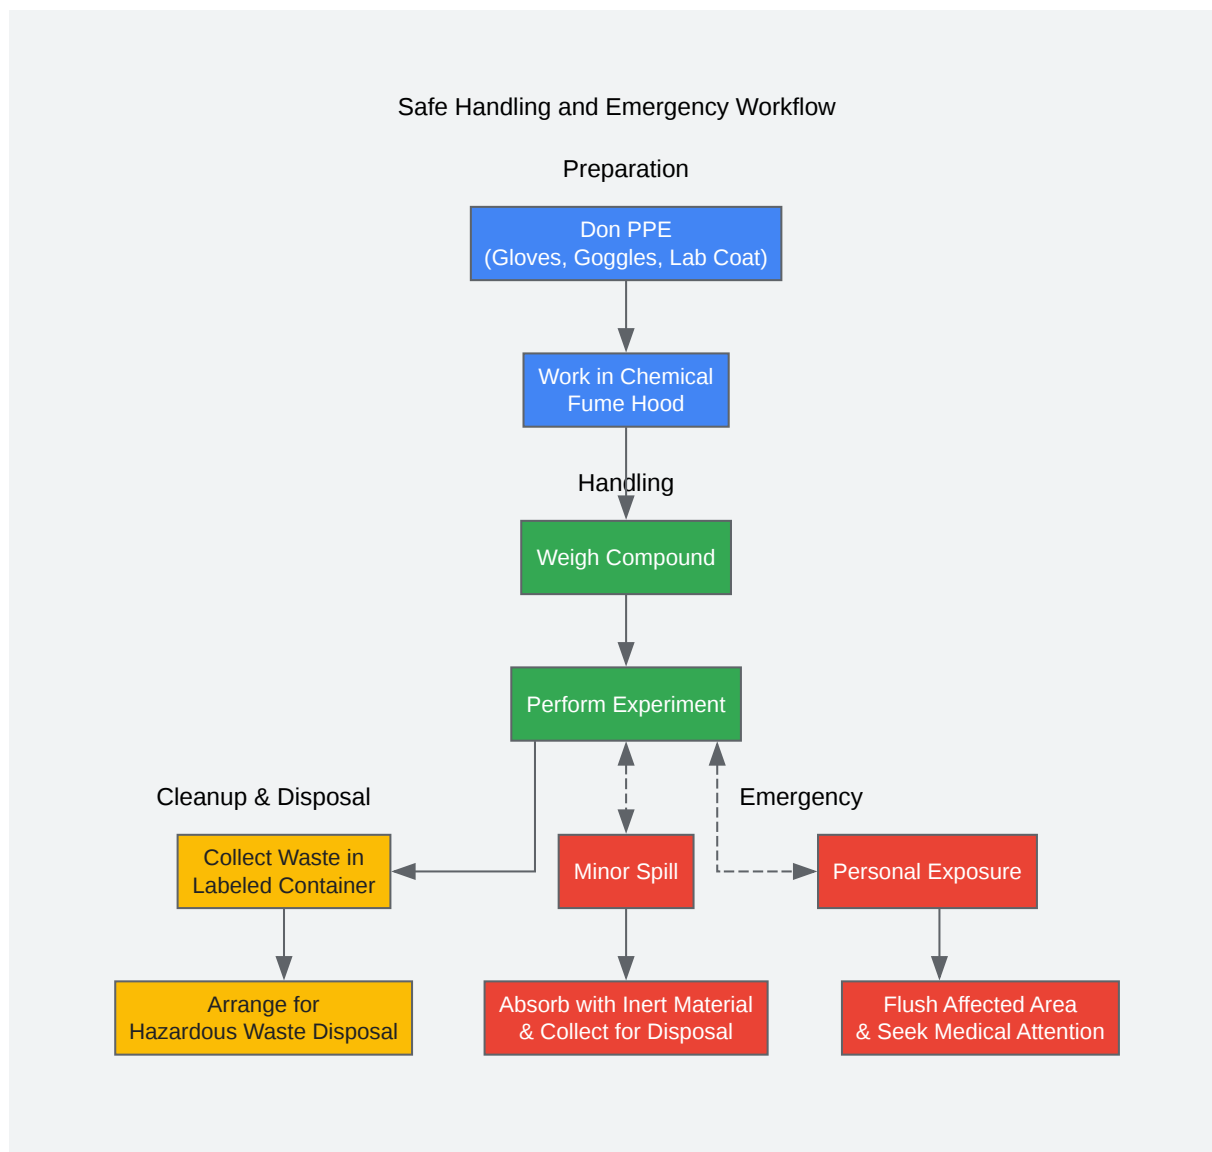 Safe Handling and Emergency Workflow
Preparation
Don PPE
(Gloves, Goggles, Lab Coat)
Work in Chemical
Fume Hood
Handling
Weigh Compound
Perform Experiment
Cleanup & Disposal
Emergency
Collect Waste in
Labeled Container
Minor Spill
Personal Exposure
Arrange for
Hazardous Waste Disposal
Absorb with Inert Material
& Collect for Disposal
Flush Affected Area
& Seek Medical Attention